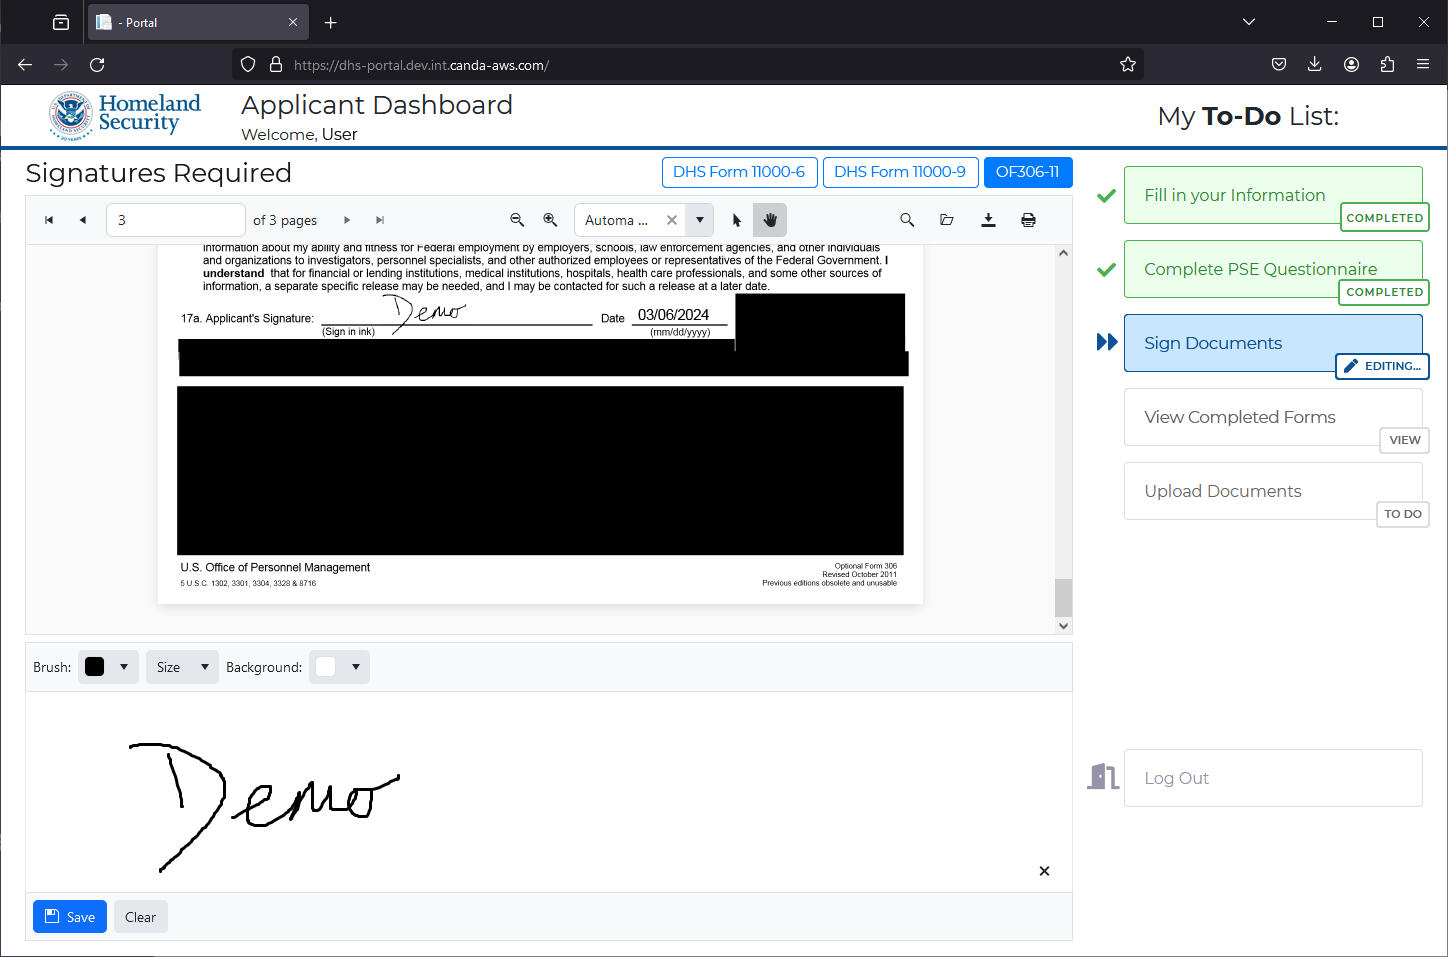 - Portal
https://dhs-portal.dev.int.canda-aws.com/
Homeland
Security
Applicant Dashboard
Welcome, User
My To-Do List:
Signatures Required
DHS Form 11000-6
DHS Form 11000-9
OF306-11
3
of 3 pages
Automa ...
information about my ability and fitness for Federal employment by employers, schools, law enforcement agencies, and other individuals
and organizations to investigators, personnel specialists, and other authorized employees or representatives of the Federal Government. I
understand that for financial or lending institutions, medical institutions, hospitals, health care professionals, and some other sources of
information, a separate specific release may be needed, and I may be contacted for such a release at a later date.
17a. Applicant's Signature: Demo Date 03/06/2024
(Sign in ink) (mm/dd/yyyy)
U.S. Office of Personnel Management
5 U.S.C. 1302, 3301, 3304, 3328 & 8716
Optional Form 306
Revised October 2011
Previous editions obsolete and unusable
Brush:
Size
Background:
Demo
Save
Clear
Fill in your Information
COMPLETED
Complete PSE Questionnaire
COMPLETED
Sign Documents
EDITING...
View Completed Forms
VIEW
Upload Documents
TO DO
Log Out